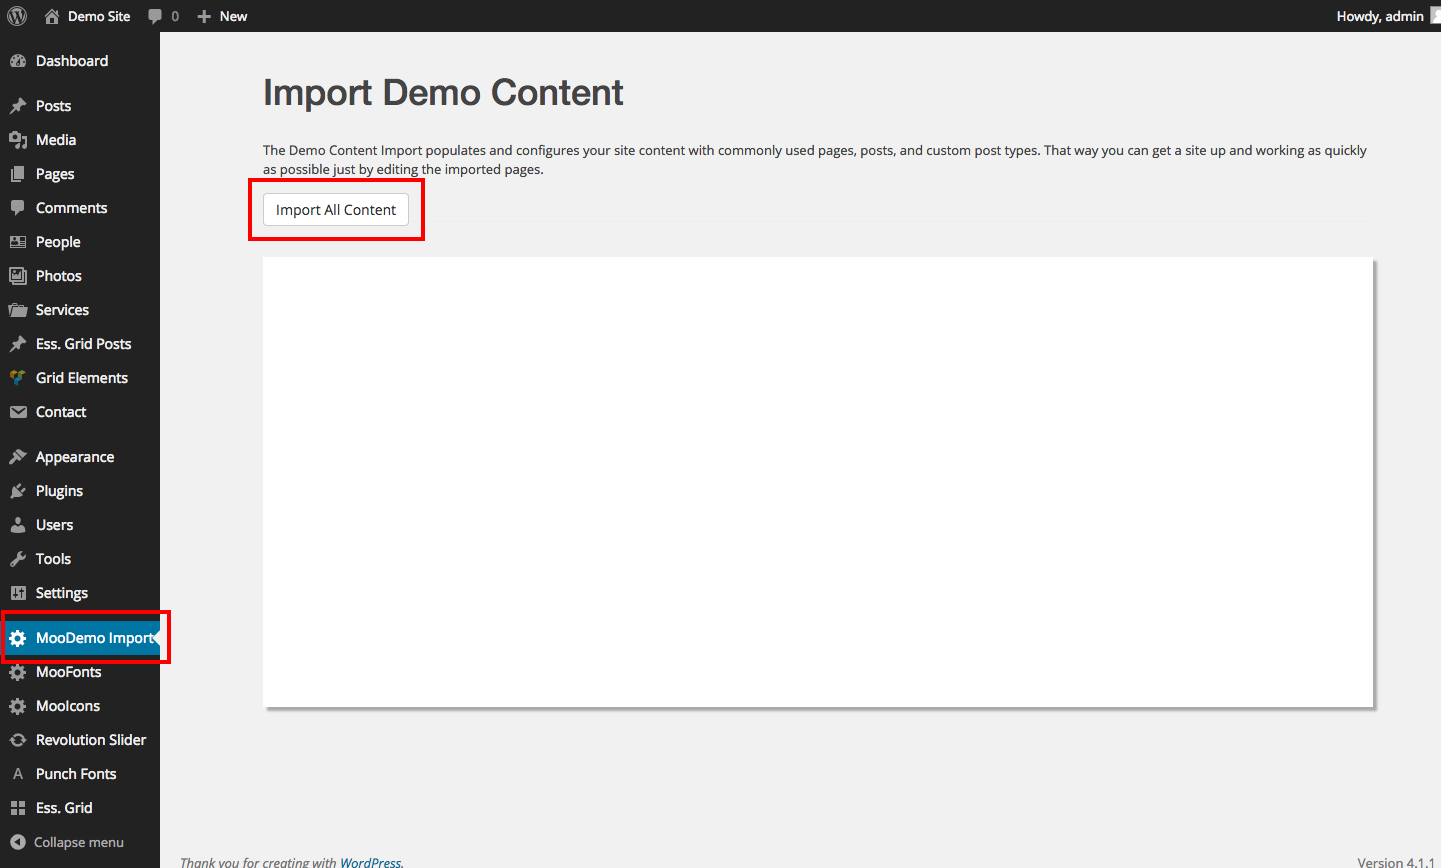 Demo Site 0 New Howdy, admin
Dashboard
Posts
Media
Pages
Comments
People
Photos
Services
Ess. Grid Posts
Grid Elements
Contact
Appearance
Plugins
Users
Tools
Settings
MooDemo Import
MooFonts
MooIcons
Revolution Slider
A Punch Fonts
Ess. Grid
Collapse menu
Import Demo Content
The Demo Content Import populates and configures your site content with commonly used pages, posts, and custom post types. That way you can get a site up and working as quickly
as possible just by editing the imported pages.
Import All Content
Thank you for creating with WordPress. Version 4.1.1